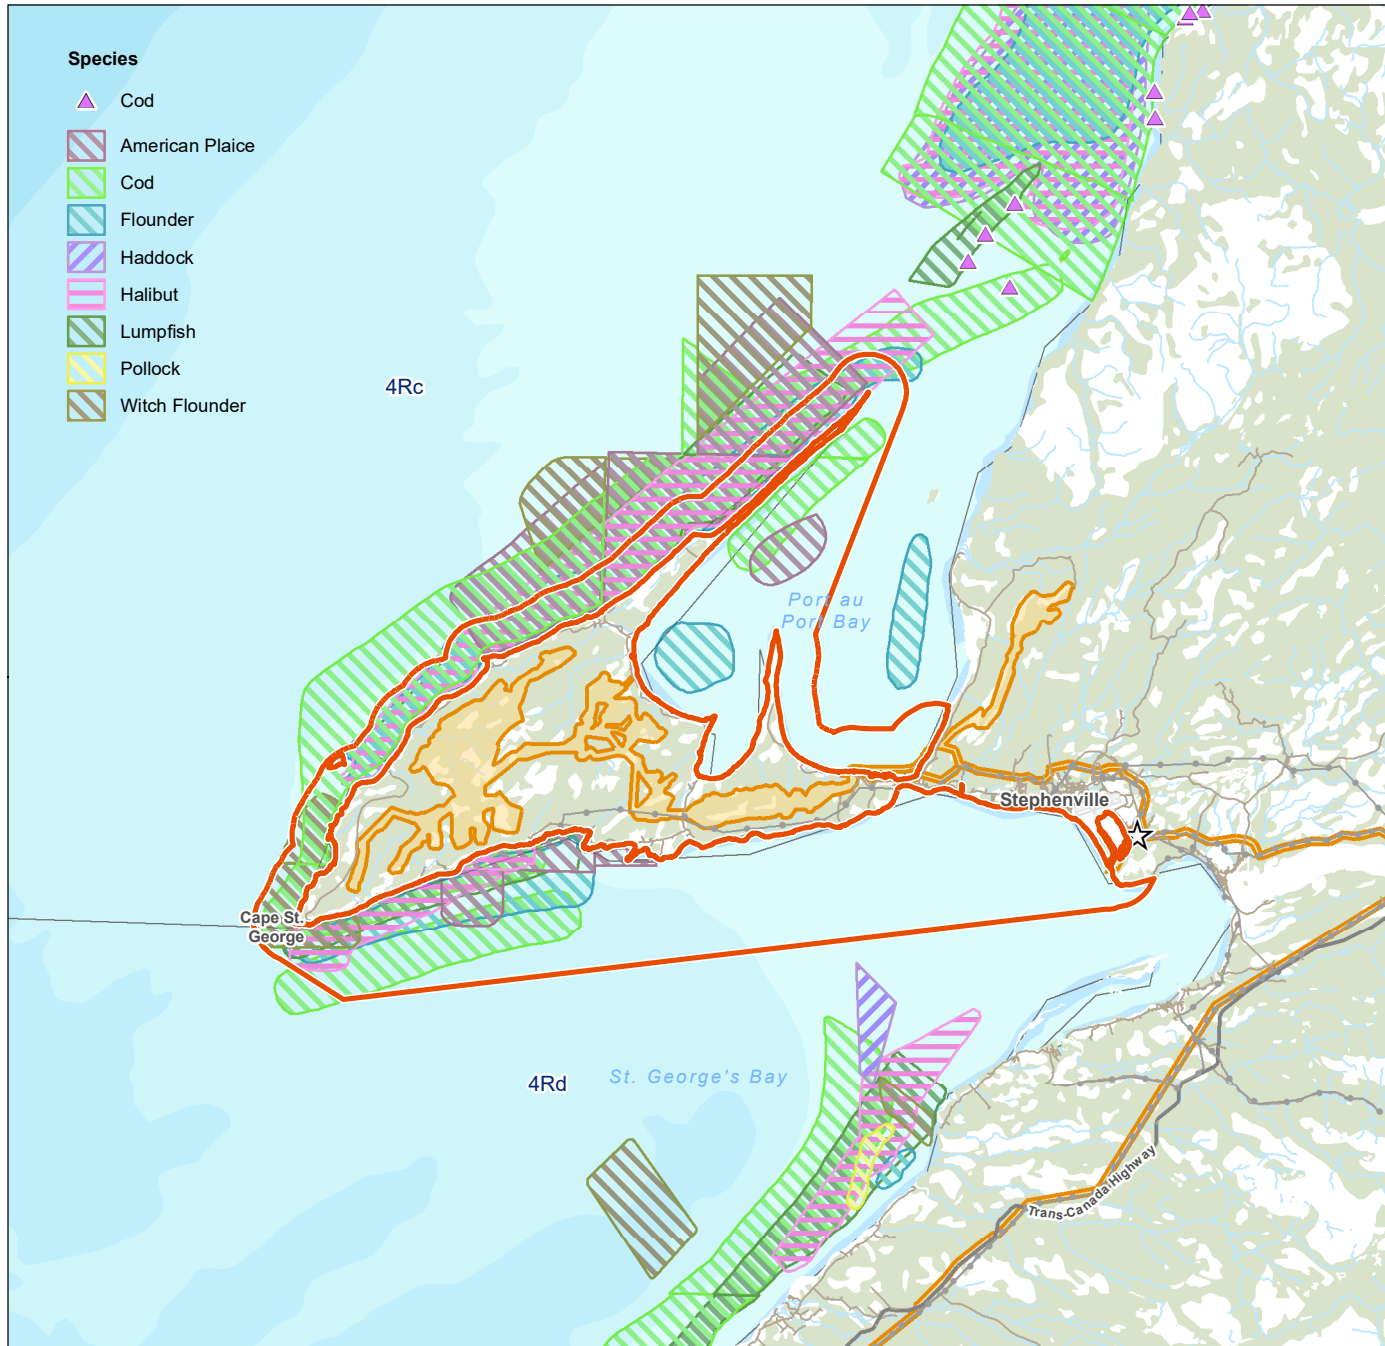 Species
Cod
American Plaice
Cod
Flounder
Haddock
Halibut
Lumpfish
Pollock
Witch Flounder
4Rc
Port au
Port Bay
Stephenville
Cape St.
George
4Rd
St. George's Bay
Trans-Canada Highway